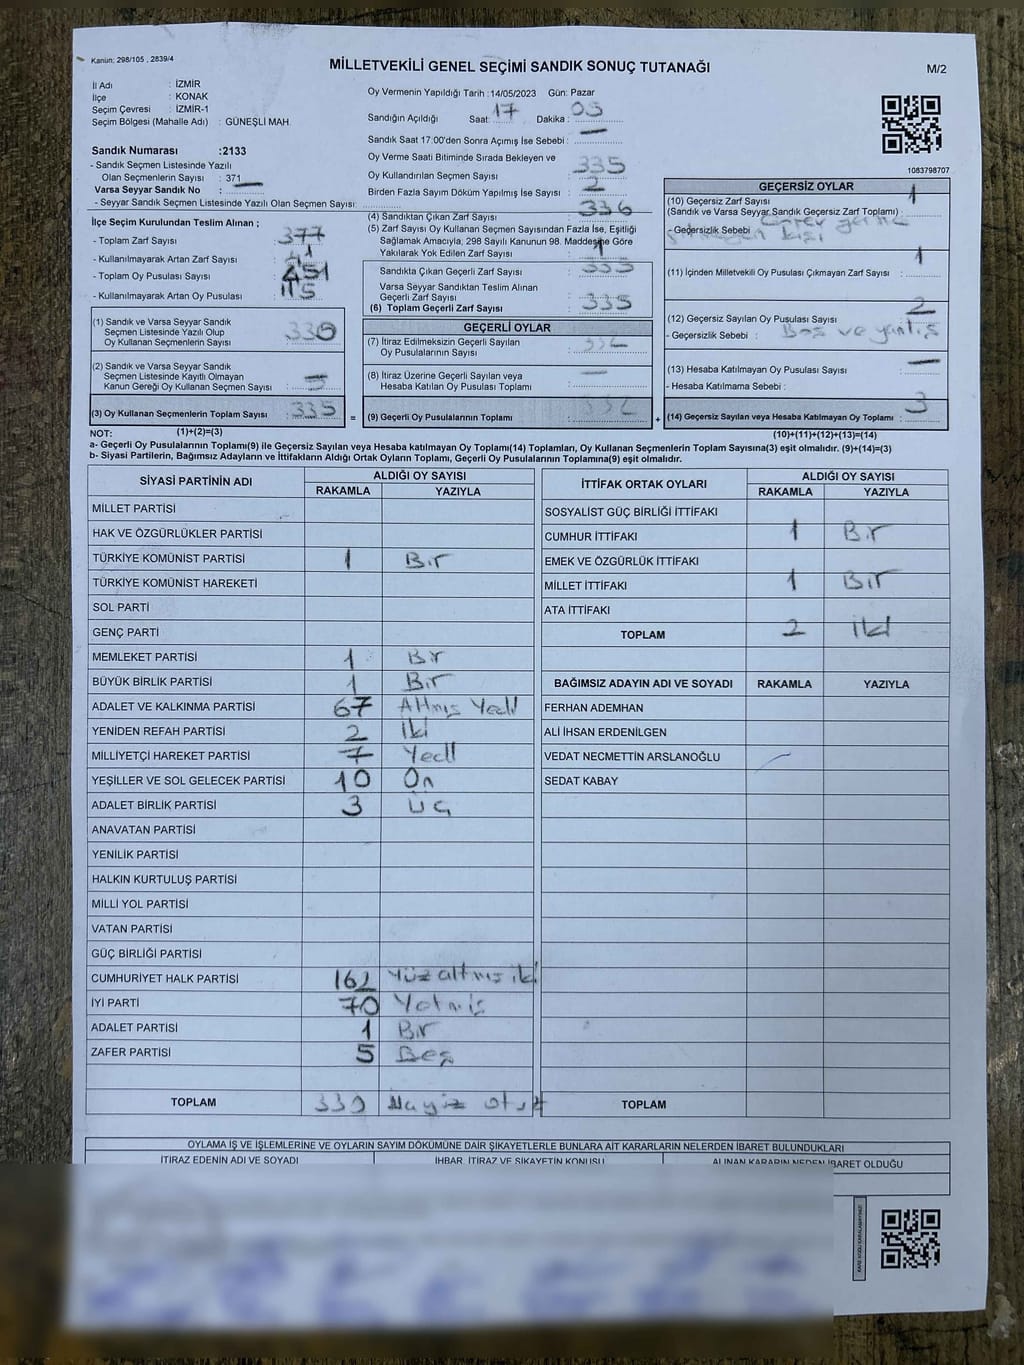 Kanun: 298/105 , 2839/4
MİLLETVEKİLİ GENEL SEÇİMİ SANDIK SONUÇ TUTANAĞI
M/2
İl Adı : İZMİR
İlçe : KONAK
Seçim Çevresi : İZMİR-1
Seçim Bölgesi (Mahalle Adı) : GÜNEŞLİ MAH.
Oy Vermenin Yapıldığı Tarih :14/05/2023 Gün: Pazar
Sandığın Açıldığı Saat: 17 Dakika : 05
Sandık Saat 17:00'den Sonra Açımış İse Sebebi : —
Oy Verme Saati Bitiminde Sırada Bekleyen ve
Oy Kullandırılan Seçmen Sayısı : 335
Birden Fazla Sayım Döküm Yapılmış İse Sayısı : 2
1083798707
Sandık Numarası :2133
- Sandık Seçmen Listesinde Yazılı
Olan Seçmenlerin Sayısı : 371
Varsa Seyyar Sandık No : —
- Seyyar Sandık Seçmen Listesinde Yazılı Olan Seçmen Sayısı:
İlçe Seçim Kurulundan Teslim Alınan ;
- Toplam Zarf Sayısı : 377
- Kullanılmayarak Artan Zarf Sayısı : 41
- Toplam Oy Pusulası Sayısı : 451
- Kullanılmayarak Artan Oy Pusulası : 115
(4) Sandıktan Çıkan Zarf Sayısı : 336
(5) Zarf Sayısı Oy Kullanan Seçmen Sayısından Fazla İse, Eşitliği
Sağlamak Amacıyla, 298 Sayılı Kanunun 98. Maddesine Göre
Yakılarak Yok Edilen Zarf Sayısı : 1
Sandıkta Çıkan Geçerli Zarf Sayısı : 335
Varsa Seyyar Sandıktan Teslim Alınan
Geçerli Zarf Sayısı :
(6) Toplam Geçerli Zarf Sayısı : 335
GEÇERSİZ OYLAR
(10) Geçersiz Zarf Sayısı
(Sandık ve Varsa Seyyar Sandık Geçersiz Zarf Toplamı) : 1
- Geçersizlik Sebebi :
(11) İçinden Milletvekili Oy Pusulası Çıkmayan Zarf Sayısı : 1
(12) Geçersiz Sayılan Oy Pusulası Sayısı : 2
- Geçersizlik Sebebi : Boş ve yanlış
(13) Hesaba Katılmayan Oy Pusulası Sayısı : —
- Hesaba Katılmama Sebebi :
(14) Geçersiz Sayılan veya Hesaba Katılmayan Oy Toplamı : 3
(10)+(11)+(12)+(13)=(14)
(1) Sandık ve Varsa Seyyar Sandık
Seçmen Listesinde Yazılı Olup
Oy Kullanan Seçmenlerin Sayısı :
(2) Sandık ve Varsa Seyyar Sandık
Seçmen Listesinde Kayıtlı Olmayan
Kanun Gereği Oy Kullanan Seçmen Sayısı :
(3) Oy Kullanan Seçmenlerin Toplam Sayısı : 335 =
(1)+(2)=(3)
GEÇERLİ OYLAR
(7) İtiraz Edilmeksizin Geçerli Sayılan
Oy Pusulalarının Sayısı : 332
(8) İtiraz Üzerine Geçerli Sayılan veya
Hesaba Katılan Oy Pusulası Toplamı : —
(9) Geçerli Oy Pusulalarının Toplamı : 332 +
NOT:
a- Geçerli Oy Pusulalarının Toplamı(9) ile Geçersiz Sayılan veya Hesaba katılmayan Oy Toplamı(14) Toplamları, Oy Kullanan Seçmenlerin Toplam Sayısına(3) eşit olmalıdır. (9)+(14)=(3)
b- Siyasi Partilerin, Bağımsız Adayların ve İttifakların Aldığı Ortak Oyların Toplamı, Geçerli Oy Pusulalarının Toplamına(9) eşit olmalıdır.
SİYASİ PARTİNİN ADI ALDIĞI OY SAYISI
RAKAMLA YAZIYLA
MİLLET PARTİSİ
HAK VE ÖZGÜRLÜKLER PARTİSİ
TÜRKİYE KOMÜNİST PARTİSİ 1 Bir
TÜRKİYE KOMÜNİST HAREKETİ
SOL PARTİ
GENÇ PARTİ
MEMLEKET PARTİSİ 1 Bir
BÜYÜK BİRLİK PARTİSİ 1 Bir
ADALET VE KALKINMA PARTİSİ 67 Altmış Yedi
YENİDEN REFAH PARTİSİ 2 İki
MİLLİYETÇİ HAREKET PARTİSİ 7 Yedi
YEŞİLLER VE SOL GELECEK PARTİSİ 10 On
ADALET BİRLİK PARTİSİ 3 Üç
ANAVATAN PARTİSİ
YENİLİK PARTİSİ
HALKIN KURTULUŞ PARTİSİ
MİLLİ YOL PARTİSİ
VATAN PARTİSİ
GÜÇ BİRLİĞİ PARTİSİ
CUMHURİYET HALK PARTİSİ 162 Yüz altmış iki
İYİ PARTİ 70 Yetmiş
ADALET PARTİSİ 1 Bir
ZAFER PARTİSİ 5 Beş
TOPLAM 330
İTTİFAK ORTAK OYLARI ALDIĞI OY SAYISI
RAKAMLA YAZIYLA
SOSYALİST GÜÇ BİRLİĞİ İTTİFAKI
CUMHUR İTTİFAKI 1 Bir
EMEK VE ÖZGÜRLÜK İTTİFAKI
MİLLET İTTİFAKI 1 Bir
ATA İTTİFAKI
TOPLAM 2 İki
BAĞIMSIZ ADAYIN ADI VE SOYADI RAKAMLA YAZIYLA
FERHAN ADEMHAN
ALİ İHSAN ERDENİLGEN
VEDAT NECMETTİN ARSLANOĞLU
SEDAT KABAY
TOPLAM
OYLAMA İŞ VE İŞLEMLERİNE VE OYLARIN SAYIM DÖKÜMÜNE DAİR ŞİKAYETLERLE BUNLARA AİT KARARLARIN NELERDEN İBARET BULUNDUKLARI
İTİRAZ EDENİN ADI VE SOYADI
İHBAR, İTİRAZ VE ŞİKAYETİN KONUSU
ALINAN KARARIN NEDEN İBARET OLDUĞU